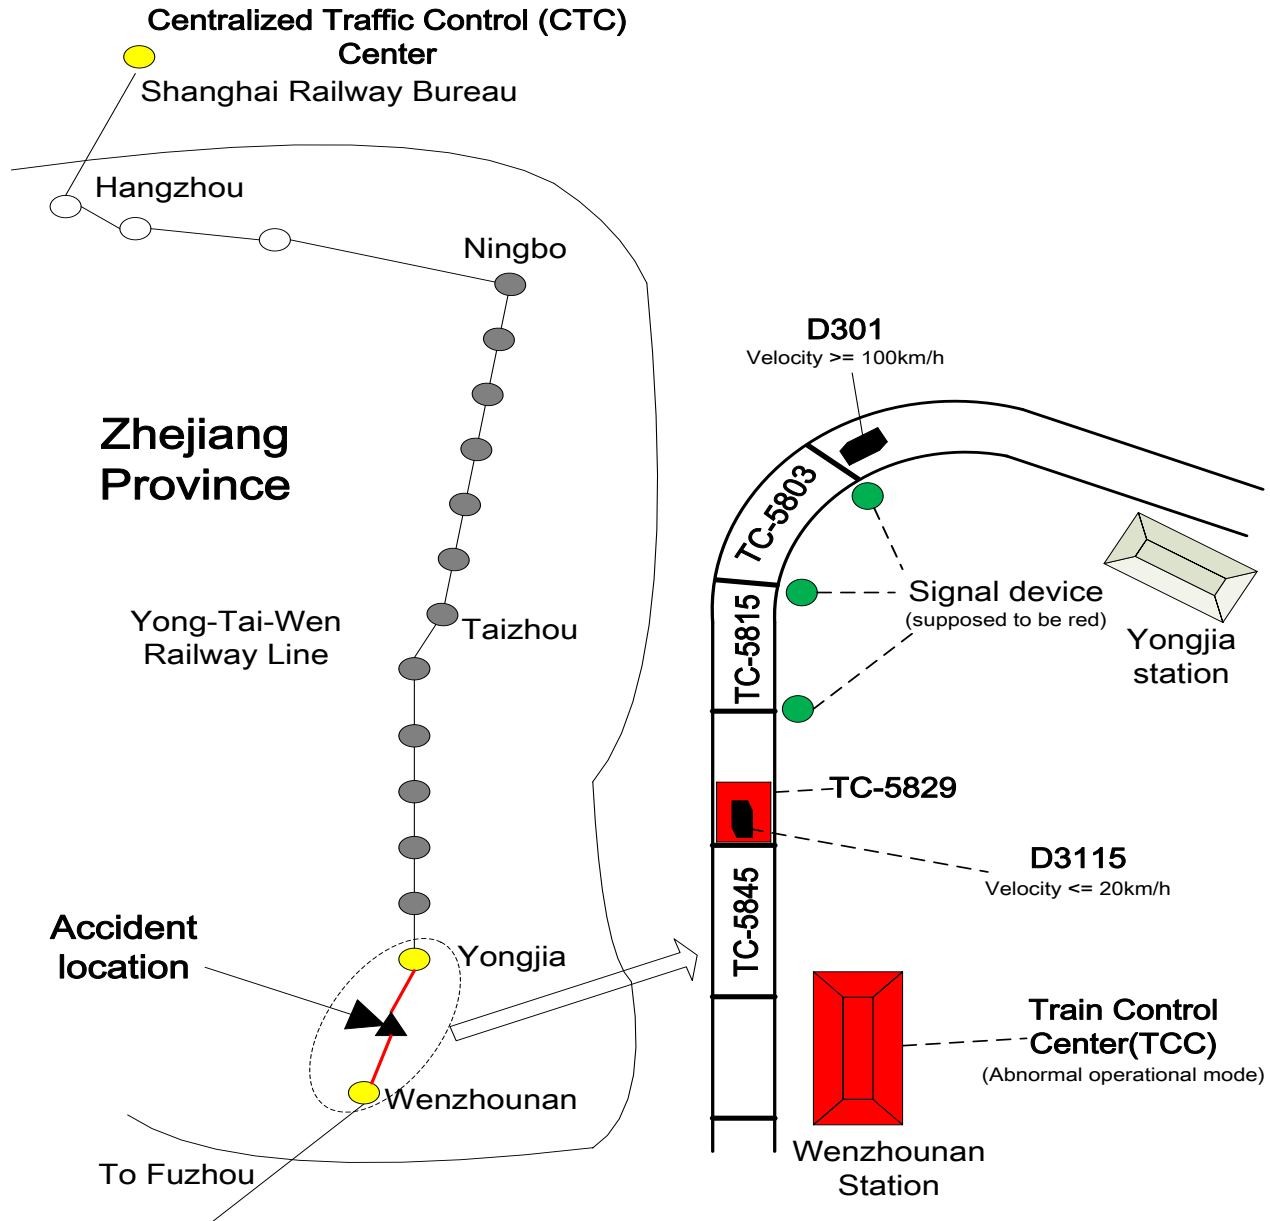 Centralized Traffic Control (CTC)
Center
Shanghai Railway Bureau
Hangzhou
Ningbo
Zhejiang
Province
Yong-Tai-Wen
Railway Line
Taizhou
Accident
location
Yongjia
Wenzhounan
To Fuzhou
D301
Velocity >= 100km/h
TC-5803
TC-5815
Signal device
(supposed to be red)
Yongjia
station
TC-5829
D3115
Velocity <= 20km/h
TC-5845
Train Control
Center(TCC)
(Abnormal operational mode)
Wenzhounan
Station